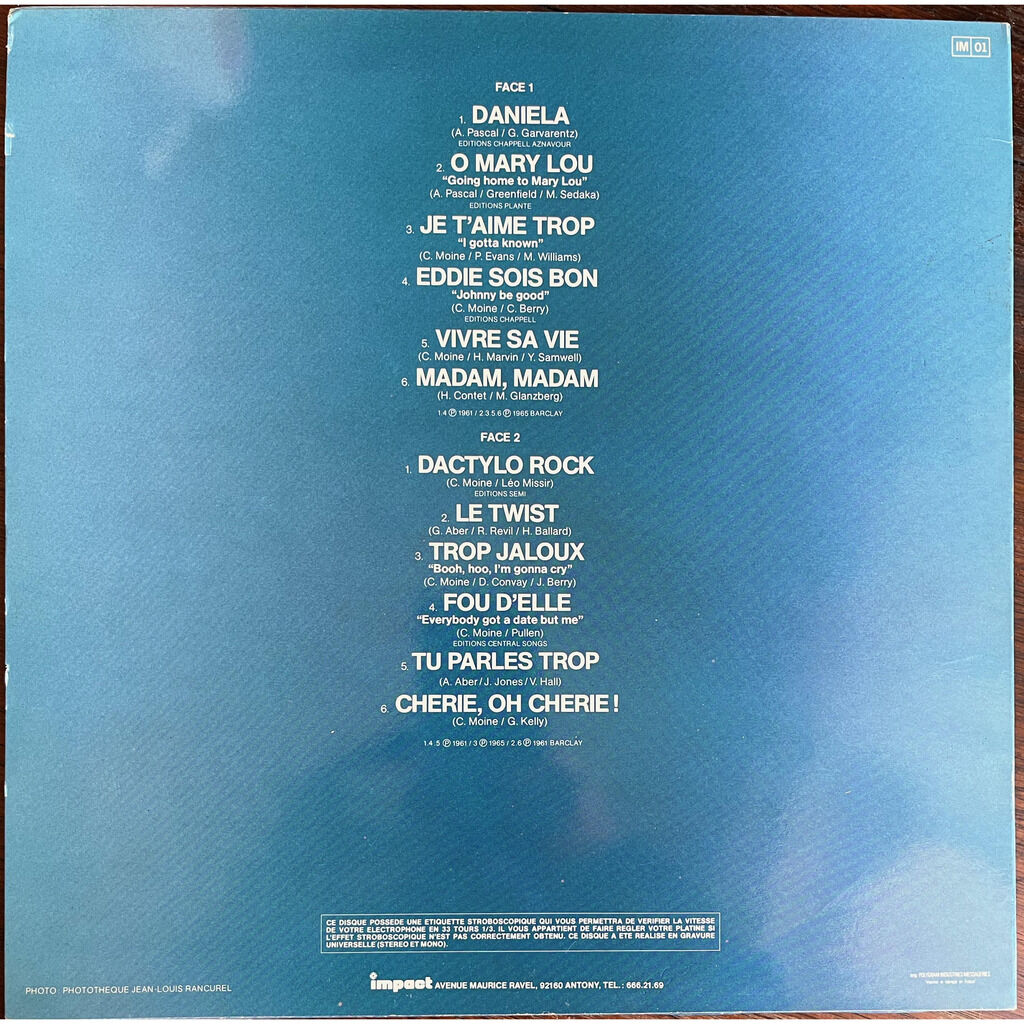 IM 01
FACE 1
1. DANIELA
(A. Pascal / G. Garvarentz)
EDITIONS CHAPPELL AZNAVOUR
2. O MARY LOU
“Going home to Mary Lou”
(A. Pascal / Greenfield / M. Sedaka)
EDITIONS PLANTE
3. JE T’AIME TROP
“I gotta known”
(C. Moine / P. Evans / M. Williams)
4. EDDIE SOIS BON
“Johnny be good”
(C. Moine / C. Berry)
EDITIONS CHAPPELL
5. VIVRE SA VIE
(C. Moine / H. Marvin / Y. Samwell)
6. MADAM, MADAM
(H. Contet / M. Glanzberg)
1.4 Ⓟ 1961 / 2.3.5.6 Ⓟ 1965 BARCLAY
FACE 2
1. DACTYLO ROCK
(C. Moine / Léo Missir)
EDITIONS SEMI
2. LE TWIST
(G. Aber / R. Revil / H. Ballard)
3. TROP JALOUX
“Booh, hoo, I’m gonna cry”
(C. Moine / D. Convay / J. Berry)
4. FOU D’ELLE
“Everybody got a date but me”
(C. Moine / Pullen)
EDITIONS CENTRAL SONGS
5. TU PARLES TROP
(A. Aber / J. Jones / V. Hall)
6. CHERIE, OH CHERIE !
(C. Moine / G. Kelly)
1.4.5 Ⓟ 1961 / 3 Ⓟ 1965 / 2.6 Ⓟ 1961 BARCLAY
CE DISQUE POSSEDE UNE ETIQUETTE STROBOSCOPIQUE QUI VOUS PERMETTRA DE VERIFIER LA VITESSE
DE VOTRE ELECTROPHONE EN 33 TOURS 1/3. IL VOUS APPARTIENT DE FAIRE REGLER VOTRE PLATINE SI
L’EFFET STROBOSCOPIQUE N’EST PAS CORRECTEMENT OBTENU. CE DISQUE A ETE REALISE EN GRAVURE
UNIVERSELLE (STEREO ET MONO).
impact AVENUE MAURICE RAVEL, 92160 ANTONY, TEL. : 666.21.69
PHOTO : PHOTOTHEQUE JEAN-LOUIS RANCUREL